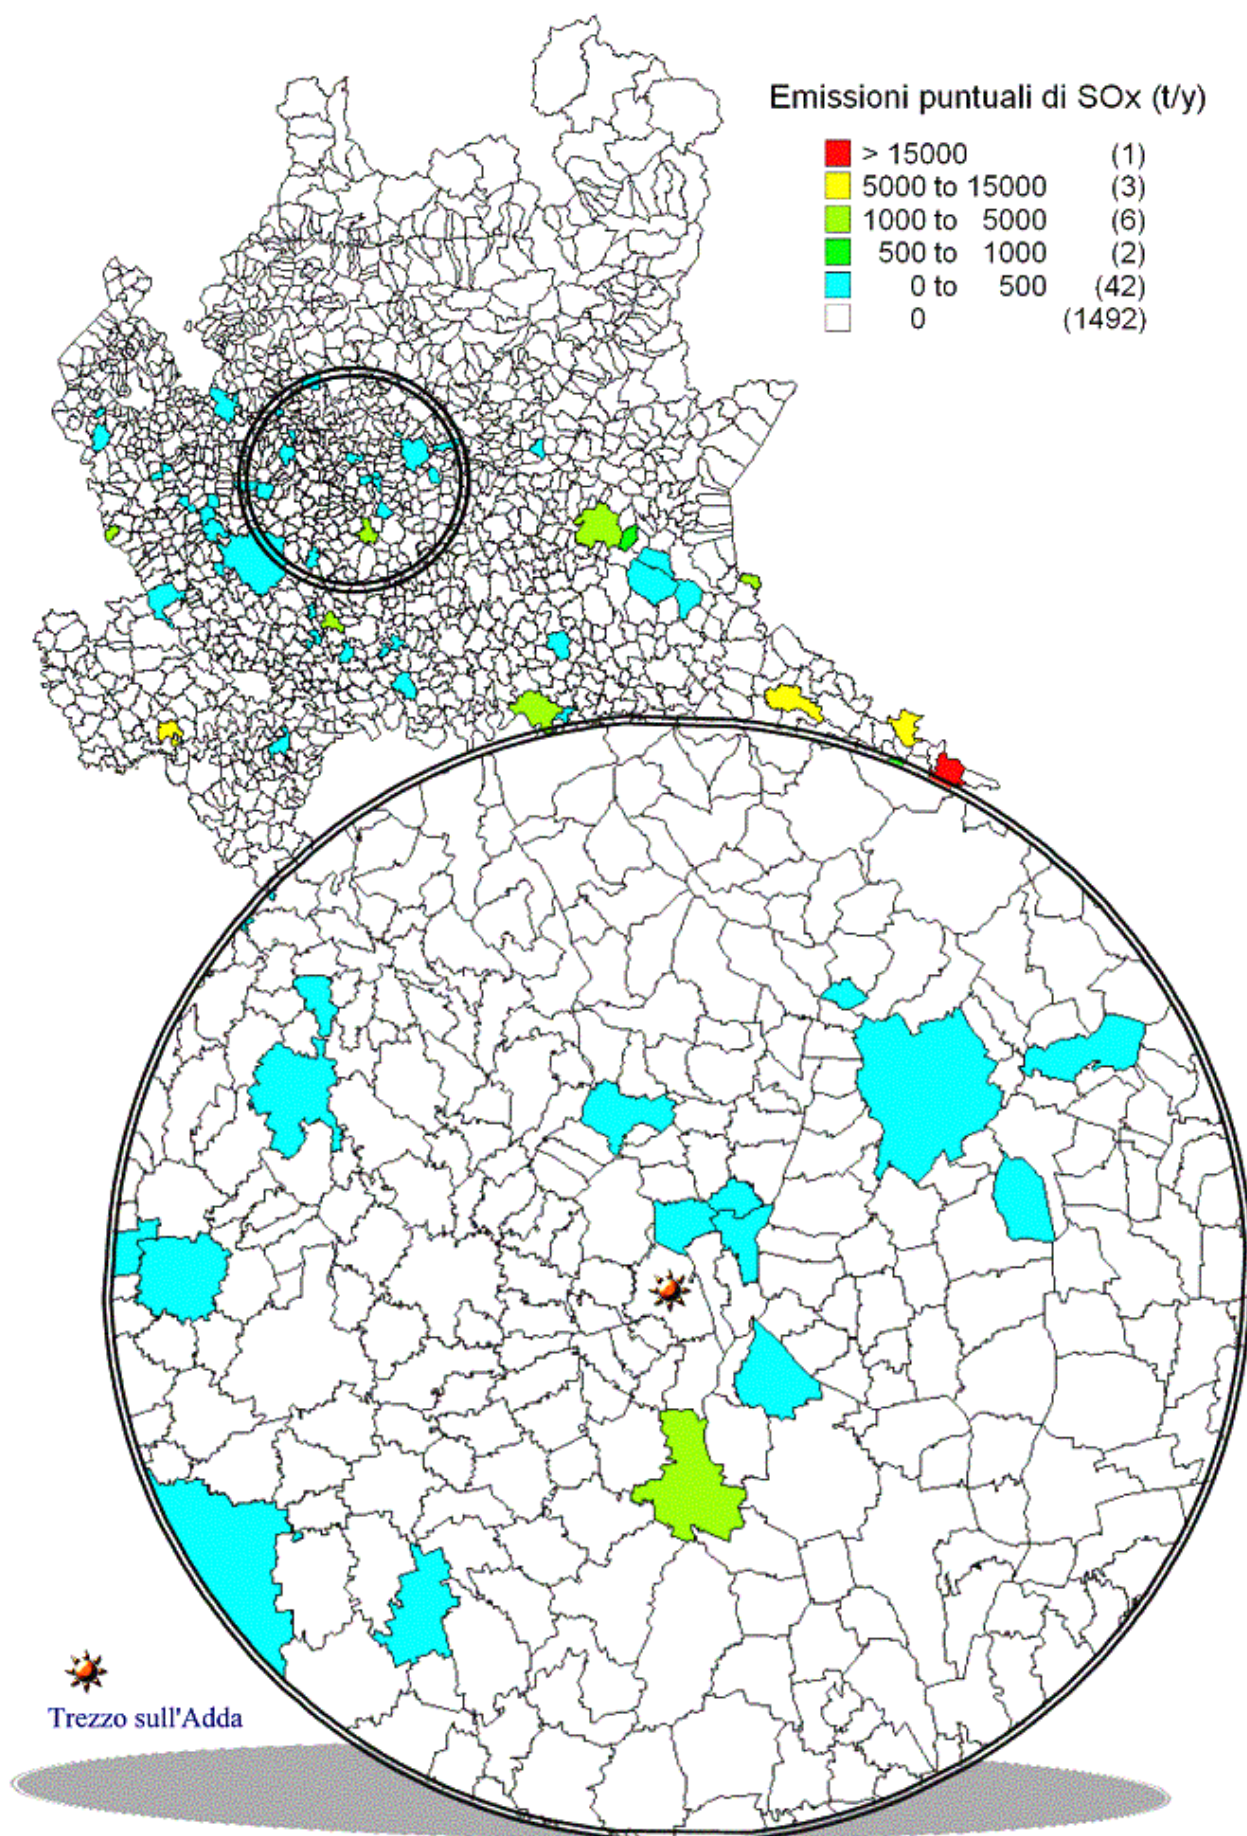 Emissioni puntuali di SOx (t/y)
> 15000 (1)
5000 to 15000 (3)
1000 to 5000 (6)
500 to 1000 (2)
0 to 500 (42)
0 (1492)
Trezzo sull'Adda